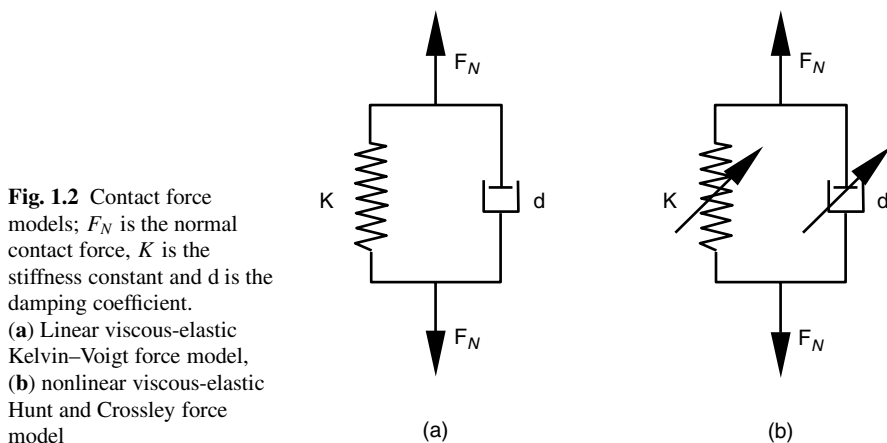 Fig. 1.2 Contact force
models; F_N is the normal
contact force, K is the
stiffness constant and d is the
damping coefficient.
(a) Linear viscous-elastic
Kelvin–Voigt force model,
(b) nonlinear viscous-elastic
Hunt and Crossley force
model
F_N
K
d
F_N
(a)
F_N
K
d
F_N
(b)